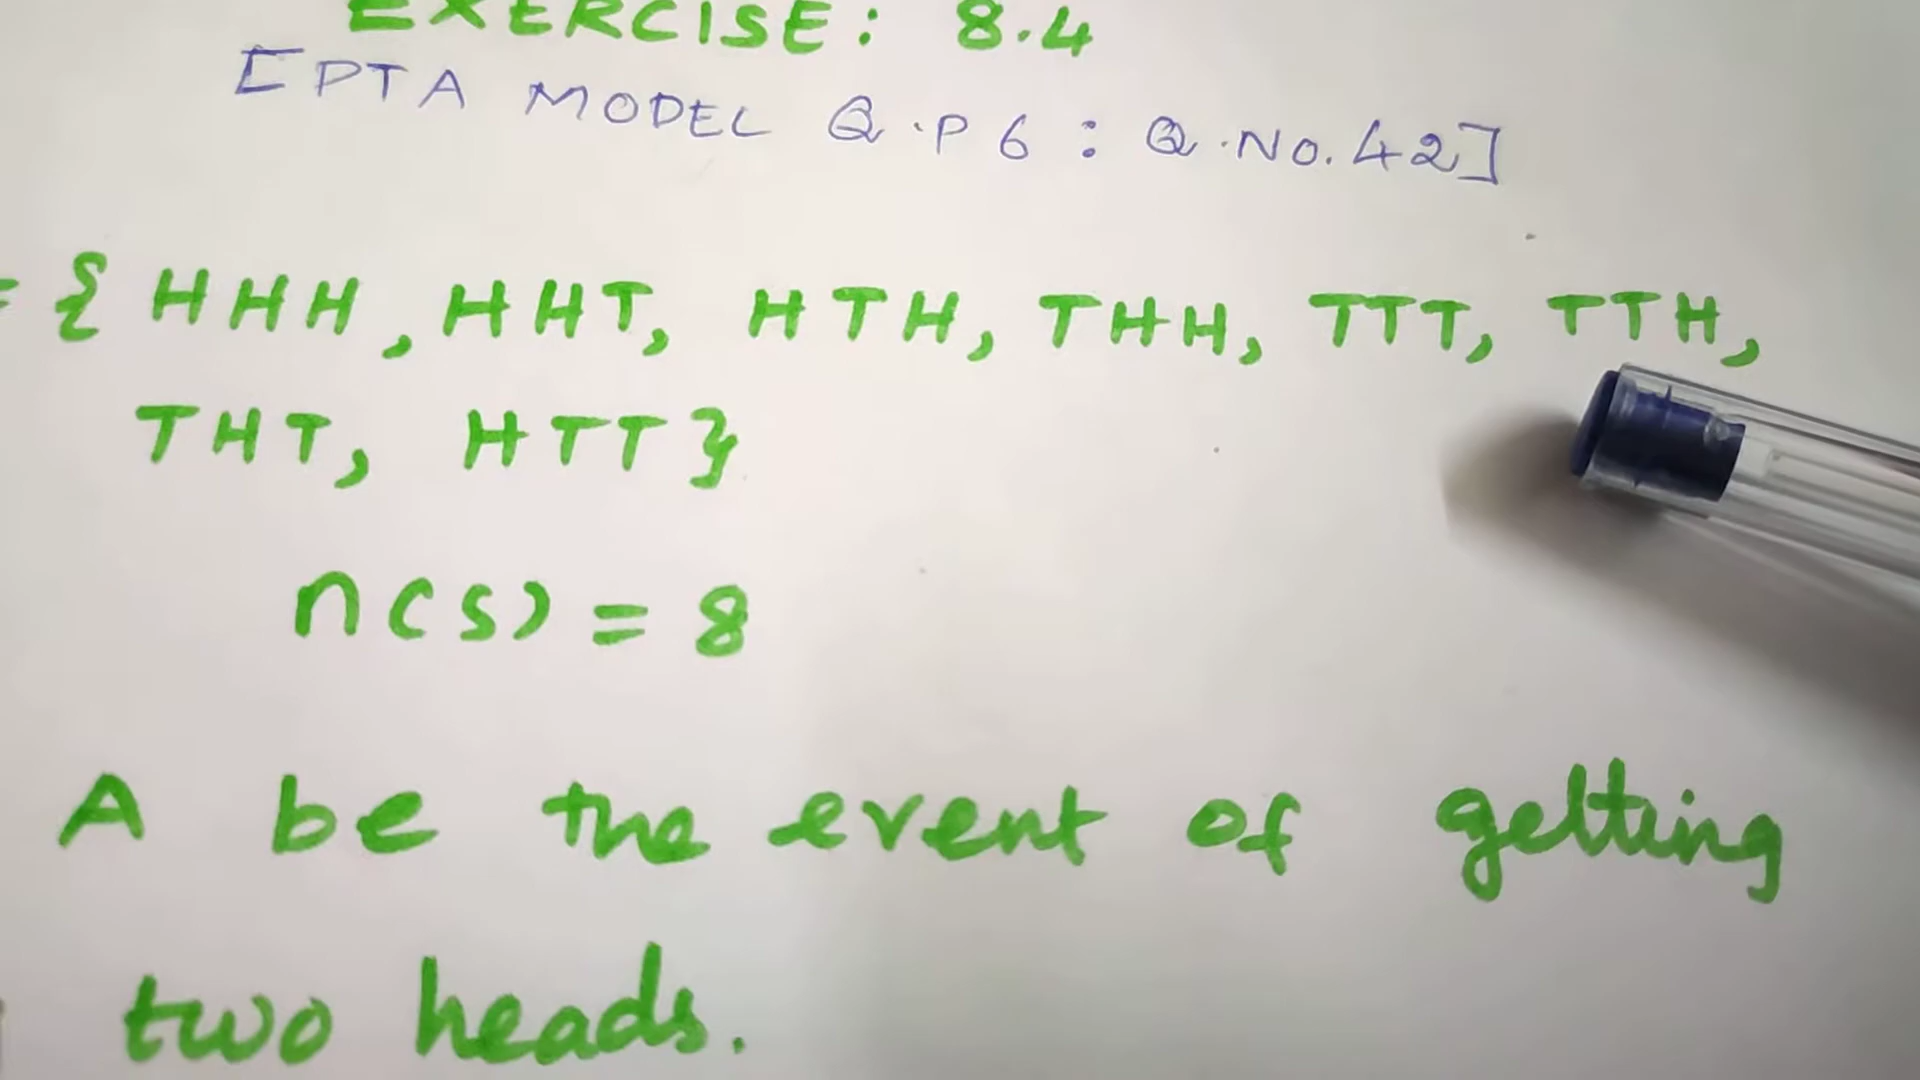 EXERCISE: 8.4
[PTA MODEL Q.P 6 : Q.No.42]
= { HHH, HHT, HTH, THH, TTT, TTH,
THT, HTT }
n(s) = 8
A be the event of getting
two heads.